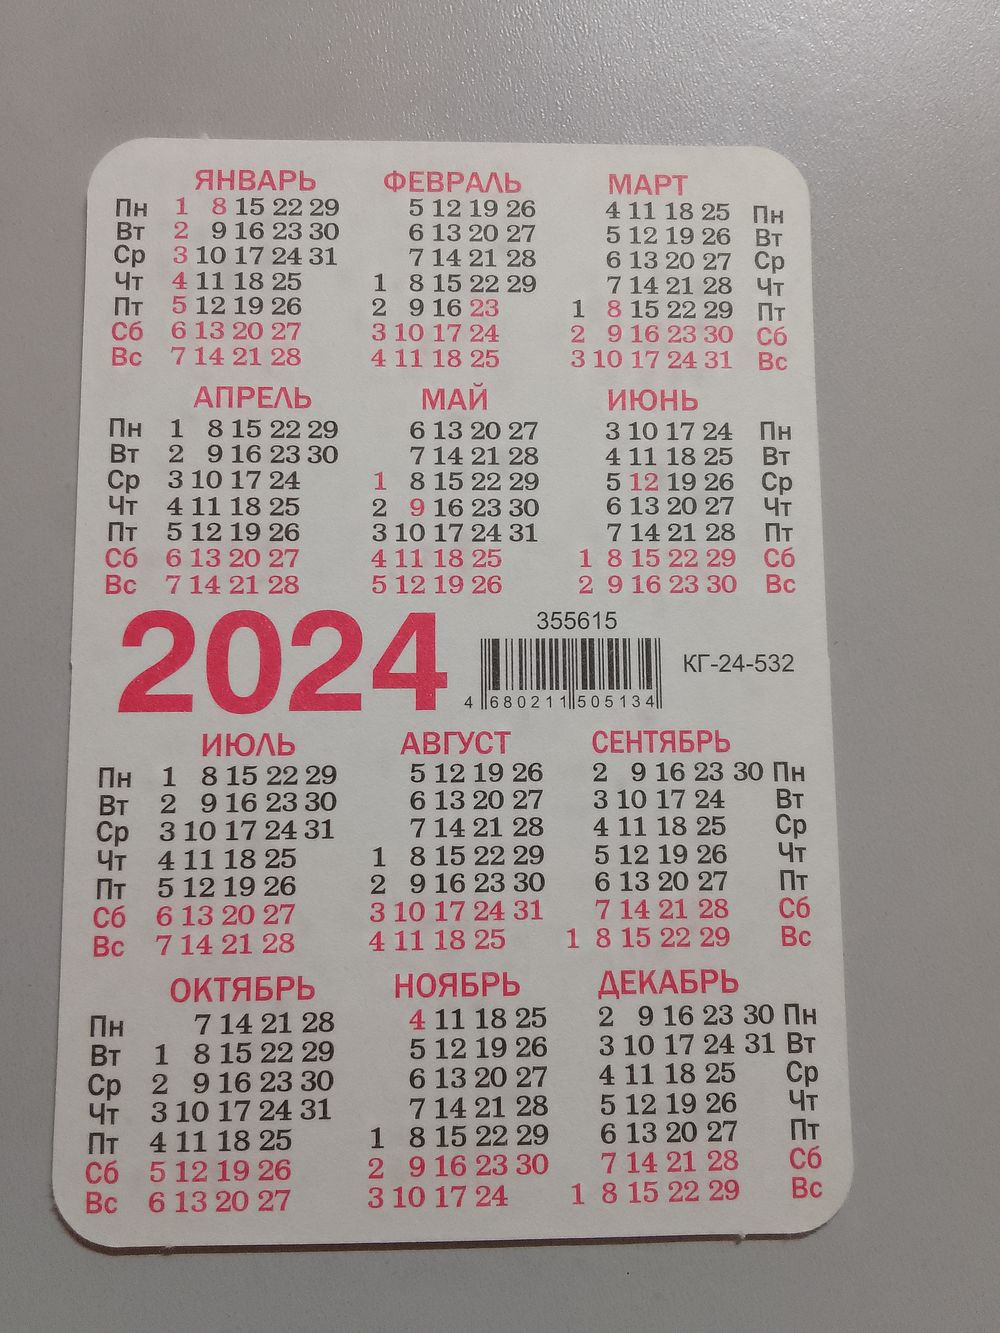 ЯНВАРЬ ФЕВРАЛЬ МАРТ
Пн 1 8 15 22 29 5 12 19 26 4 11 18 25 Пн
Вт 2 9 16 23 30 6 13 20 27 5 12 19 26 Вт
Ср 3 10 17 24 31 7 14 21 28 6 13 20 27 Ср
Чт 4 11 18 25 1 8 15 22 29 7 14 21 28 Чт
Пт 5 12 19 26 2 9 16 23 1 8 15 22 29 Пт
Сб 6 13 20 27 3 10 17 24 2 9 16 23 30 Сб
Вс 7 14 21 28 4 11 18 25 3 10 17 24 31 Вс
АПРЕЛЬ МАЙ ИЮНЬ
Пн 1 8 15 22 29 6 13 20 27 3 10 17 24 Пн
Вт 2 9 16 23 30 7 14 21 28 4 11 18 25 Вт
Ср 3 10 17 24 1 8 15 22 29 5 12 19 26 Ср
Чт 4 11 18 25 2 9 16 23 30 6 13 20 27 Чт
Пт 5 12 19 26 3 10 17 24 31 7 14 21 28 Пт
Сб 6 13 20 27 4 11 18 25 1 8 15 22 29 Сб
Вс 7 14 21 28 5 12 19 26 2 9 16 23 30 Вс
2024
355615
4 680211 505134
КГ-24-532
ИЮЛЬ АВГУСТ СЕНТЯБРЬ
Пн 1 8 15 22 29 5 12 19 26 2 9 16 23 30 Пн
Вт 2 9 16 23 30 6 13 20 27 3 10 17 24 Вт
Ср 3 10 17 24 31 7 14 21 28 4 11 18 25 Ср
Чт 4 11 18 25 1 8 15 22 29 5 12 19 26 Чт
Пт 5 12 19 26 2 9 16 23 30 6 13 20 27 Пт
Сб 6 13 20 27 3 10 17 24 31 7 14 21 28 Сб
Вс 7 14 21 28 4 11 18 25 1 8 15 22 29 Вс
ОКТЯБРЬ НОЯБРЬ ДЕКАБРЬ
Пн 7 14 21 28 4 11 18 25 2 9 16 23 30 Пн
Вт 1 8 15 22 29 5 12 19 26 3 10 17 24 31 Вт
Ср 2 9 16 23 30 6 13 20 27 4 11 18 25 Ср
Чт 3 10 17 24 31 7 14 21 28 5 12 19 26 Чт
Пт 4 11 18 25 1 8 15 22 29 6 13 20 27 Пт
Сб 5 12 19 26 2 9 16 23 30 7 14 21 28 Сб
Вс 6 13 20 27 3 10 17 24 1 8 15 22 29 Вс